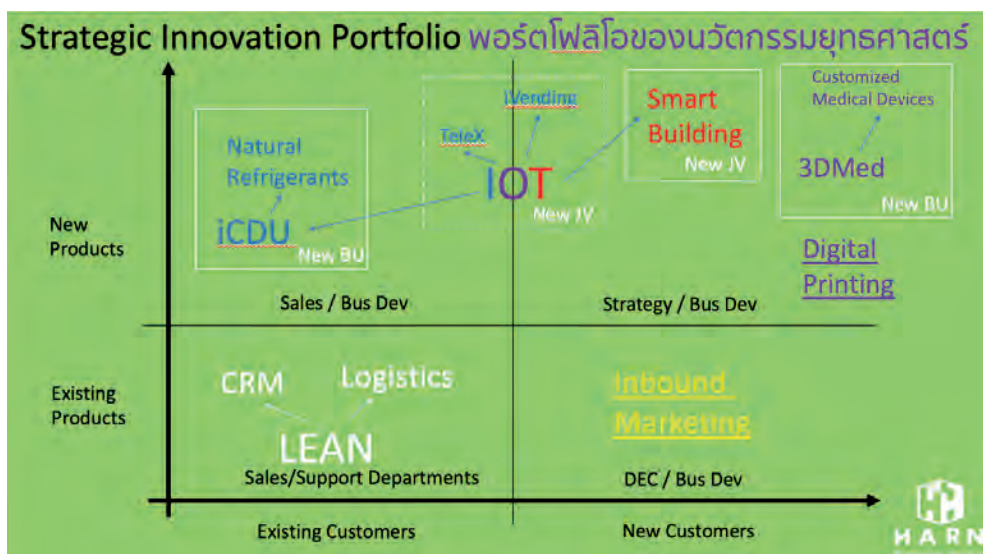 Strategic Innovation Portfolio พอร์ตโฟลิโอของนวัตกรรมยุทธศาสตร์
Customized
Medical Devices
iVending
Smart
Building
New JV
TeleX
Natural
Refrigerants
IOT
New JV
3DMed
New BU
iCDU
New BU
New
Products
Digital
Printing
Sales / Bus Dev
Strategy / Bus Dev
Existing
Products
CRM
Logistics
LEAN
Inbound
Marketing
Sales/Support Departments
DEC / Bus Dev
Existing Customers
New Customers
HARN